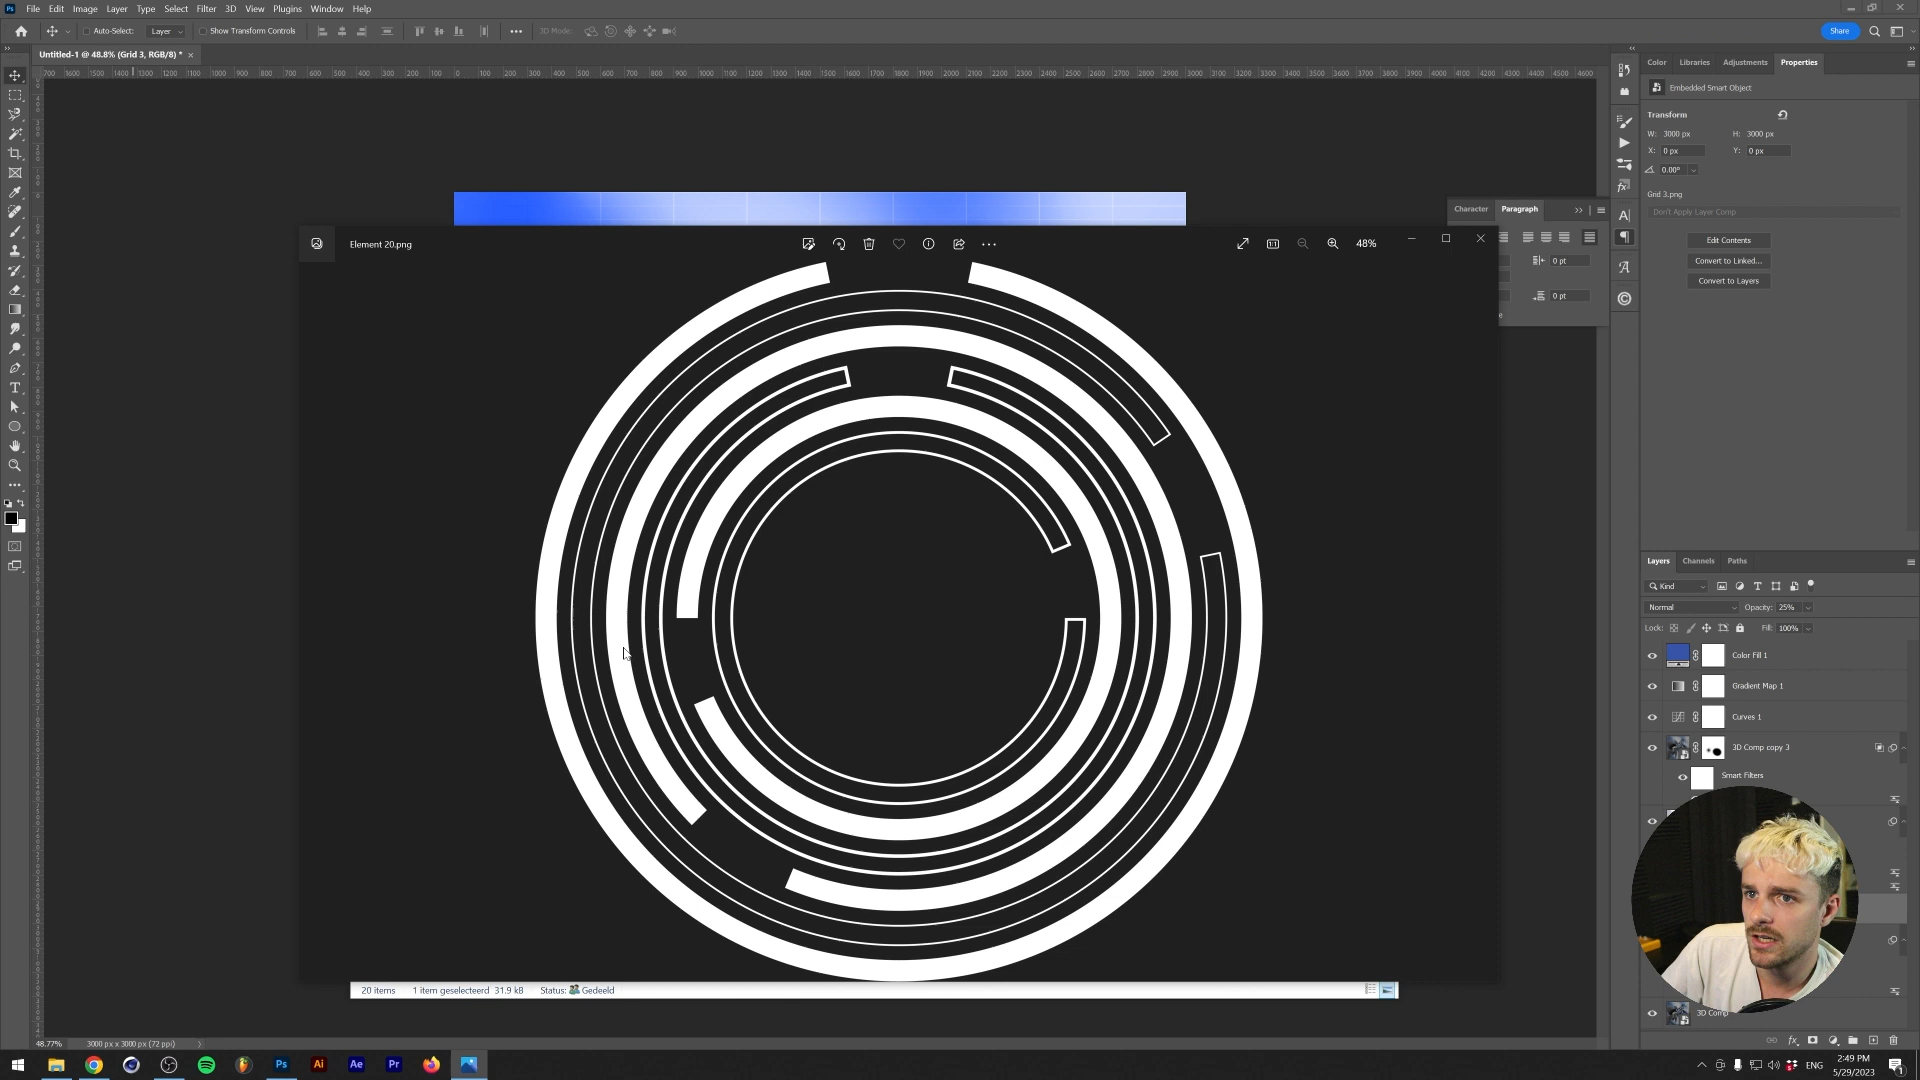 Ps File Edit Image Layer Type Select Filter 3D View Plugins Window Help
Auto-Select: Layer Show Transform Controls 3D Mode: Share
Untitled-1 @ 48.8% (Grid 3, RGB/8) *
Color Libraries Adjustments Properties
Embedded Smart Object
Transform
W: 3000 px H: 3000 px
X: 0 px Y: 0 px
0.00°
Grid 3.png
Don't Apply Layer Comp
Character Paragraph
Edit Contents
Element 20.png 48%
Convert to Linked...
0 pt
Convert to Layers
0 pt
Layers Channels Paths
Kind
Normal Opacity: 25%
Lock: Fill: 100%
Color Fill 1
Gradient Map 1
Curves 1
3D Comp copy 3
Smart Filters
20 items 1 item geselecteerd 31.9 kB Status: Gedeeld
3D Comp
48.77% 3000 px x 3000 px (72 ppi)
Ps Ai Ae Pr ENG 2:49 PM
5/29/2023